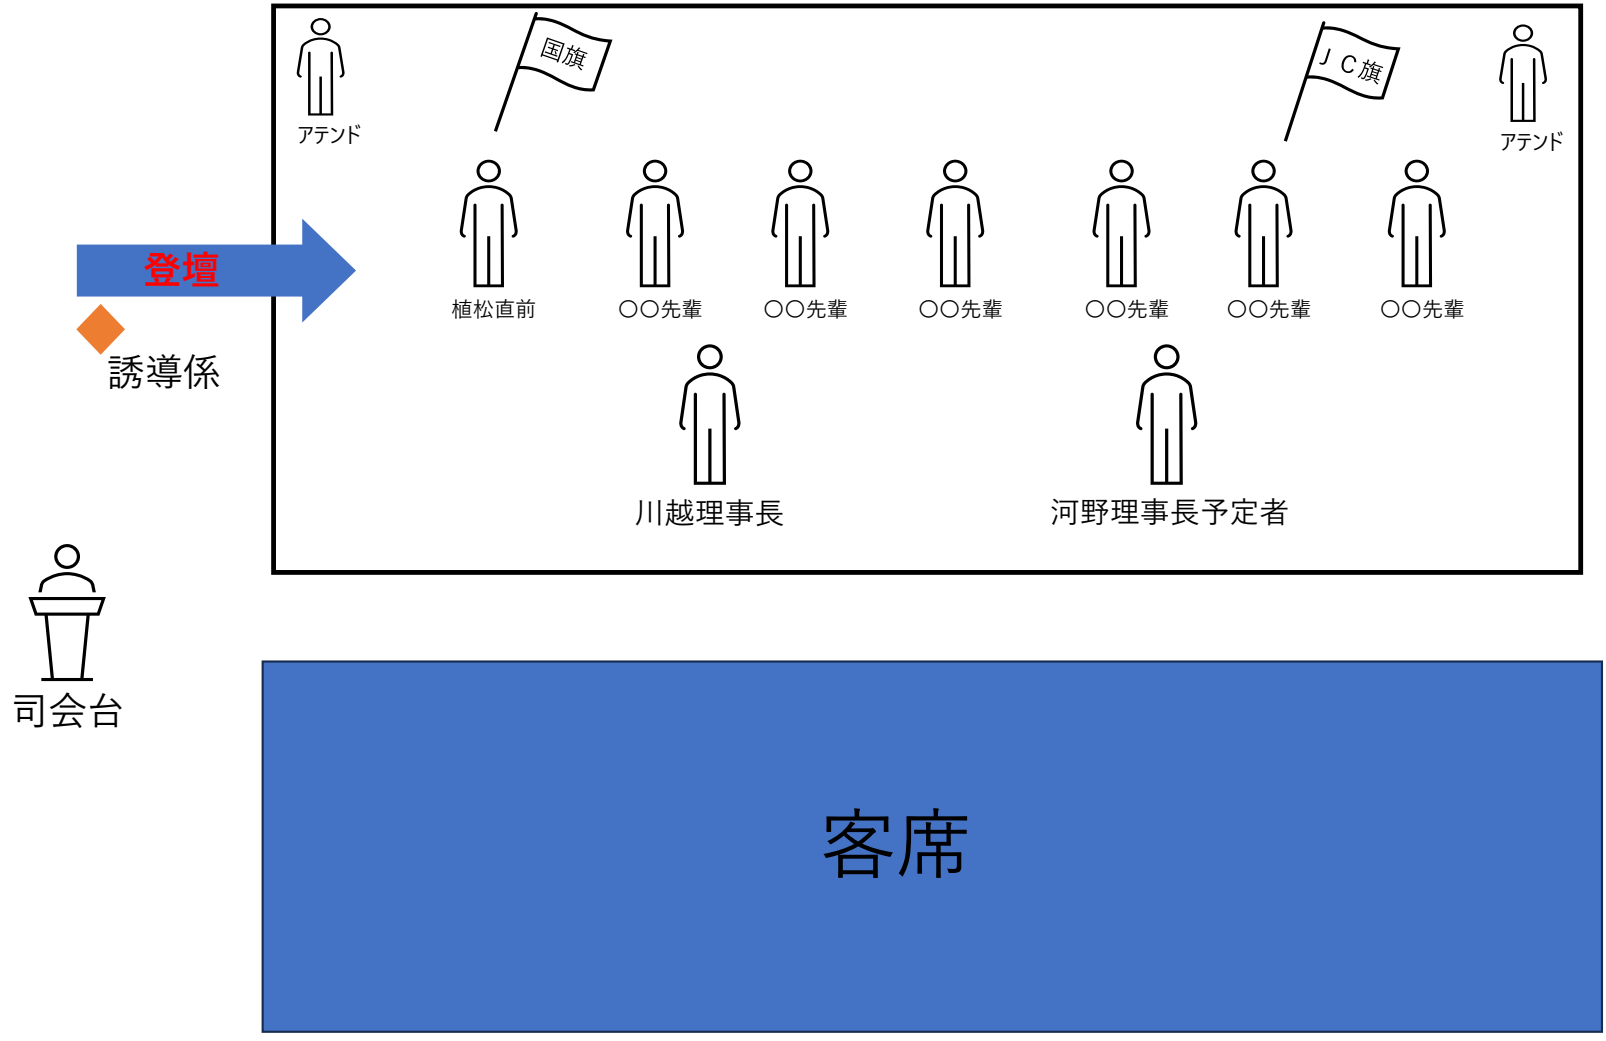 国旗
JC旗
アテンド
アテンド
登壇
植松直前
〇〇先輩
〇〇先輩
〇〇先輩
〇〇先輩
〇〇先輩
〇〇先輩
誘導係
川越理事長
河野理事長予定者
司会台
客席